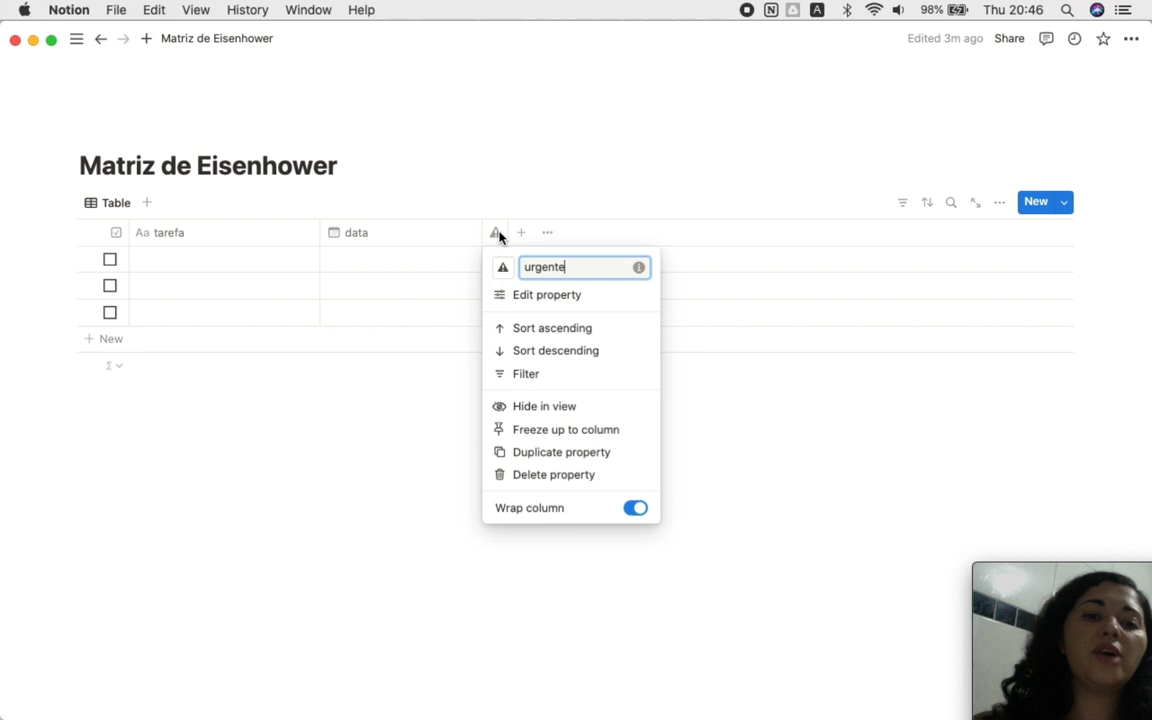 Notion File Edit View History Window Help 98% Thu 20:46
Matriz de Eisenhower Edited 3m ago Share
Matriz de Eisenhower
Table New
Aa tarefa data
urgente
Edit property
Sort ascending
Sort descending
Filter
Hide in view
Freeze up to column
Duplicate property
Delete property
Wrap column
New
Σ